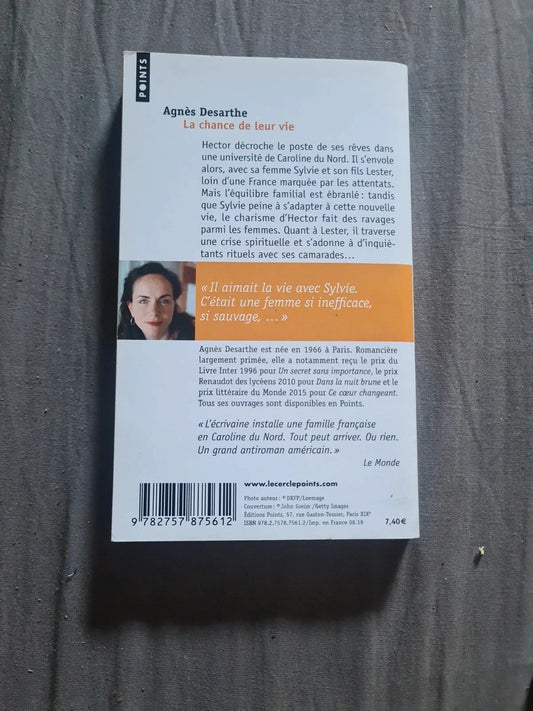 POINTS
Agnès Desarthe
La chance de leur vie
Hector décroche le poste de ses rêves dans
une université de Caroline du Nord. Il s'envole
alors, avec sa femme Sylvie et son fils Lester,
loin d'une France marquée par les attentats.
Mais l'équilibre familial est ébranlé : tandis
que Sylvie peine à s'adapter à cette nouvelle
vie, le charisme d'Hector fait des ravages
parmi les femmes. Quant à Lester, il traverse
une crise spirituelle et s'adonne à d'inquié-
tants rituels avec ses camarades…
« Il aimait la vie avec Sylvie.
C'était une femme si inefficace,
si sauvage, … »
Agnès Desarthe est née en 1966 à Paris. Romancière
largement primée, elle a notamment reçu le prix du
Livre Inter 1996 pour Un secret sans importance, le prix
Renaudot des lycéens 2010 pour Dans la nuit brune et le
prix littéraire du Monde 2015 pour Ce cœur changeant.
Tous ses ouvrages sont disponibles en Points.
« L'écrivaine installe une famille française
en Caroline du Nord. Tout peut arriver. Ou rien.
Un grand antiroman américain. »
Le Monde
www.lecerclepoints.com
Photo auteur : © DRFP/Leemage
Couverture : © John Greim / Getty Images
Éditions Points, 57, rue Gaston-Tessier, Paris XIXe
ISBN 978.2.7578.7561.2/Imp. en France 08.19
7,40 €
9 782757 875612